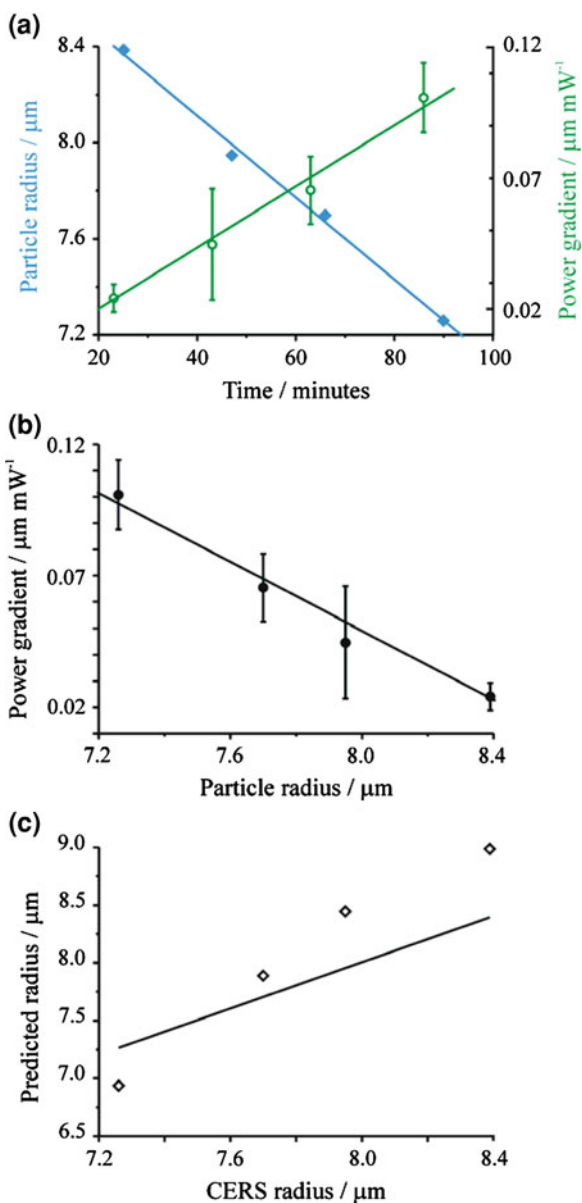 (a)
8.4
8.0
7.6
7.2
Particle radius / μm
0.12
0.07
0.02
Power gradient / μm mW⁻¹
20 40 60 80 100
Time / minutes
(b)
0.12
0.07
0.02
Power gradient / μm mW⁻¹
7.2 7.6 8.0 8.4
Particle radius / μm
(c)
9.0
8.5
8.0
7.5
7.0
6.5
Predicted radius / μm
7.2 7.6 8.0 8.4
CERS radius / μm